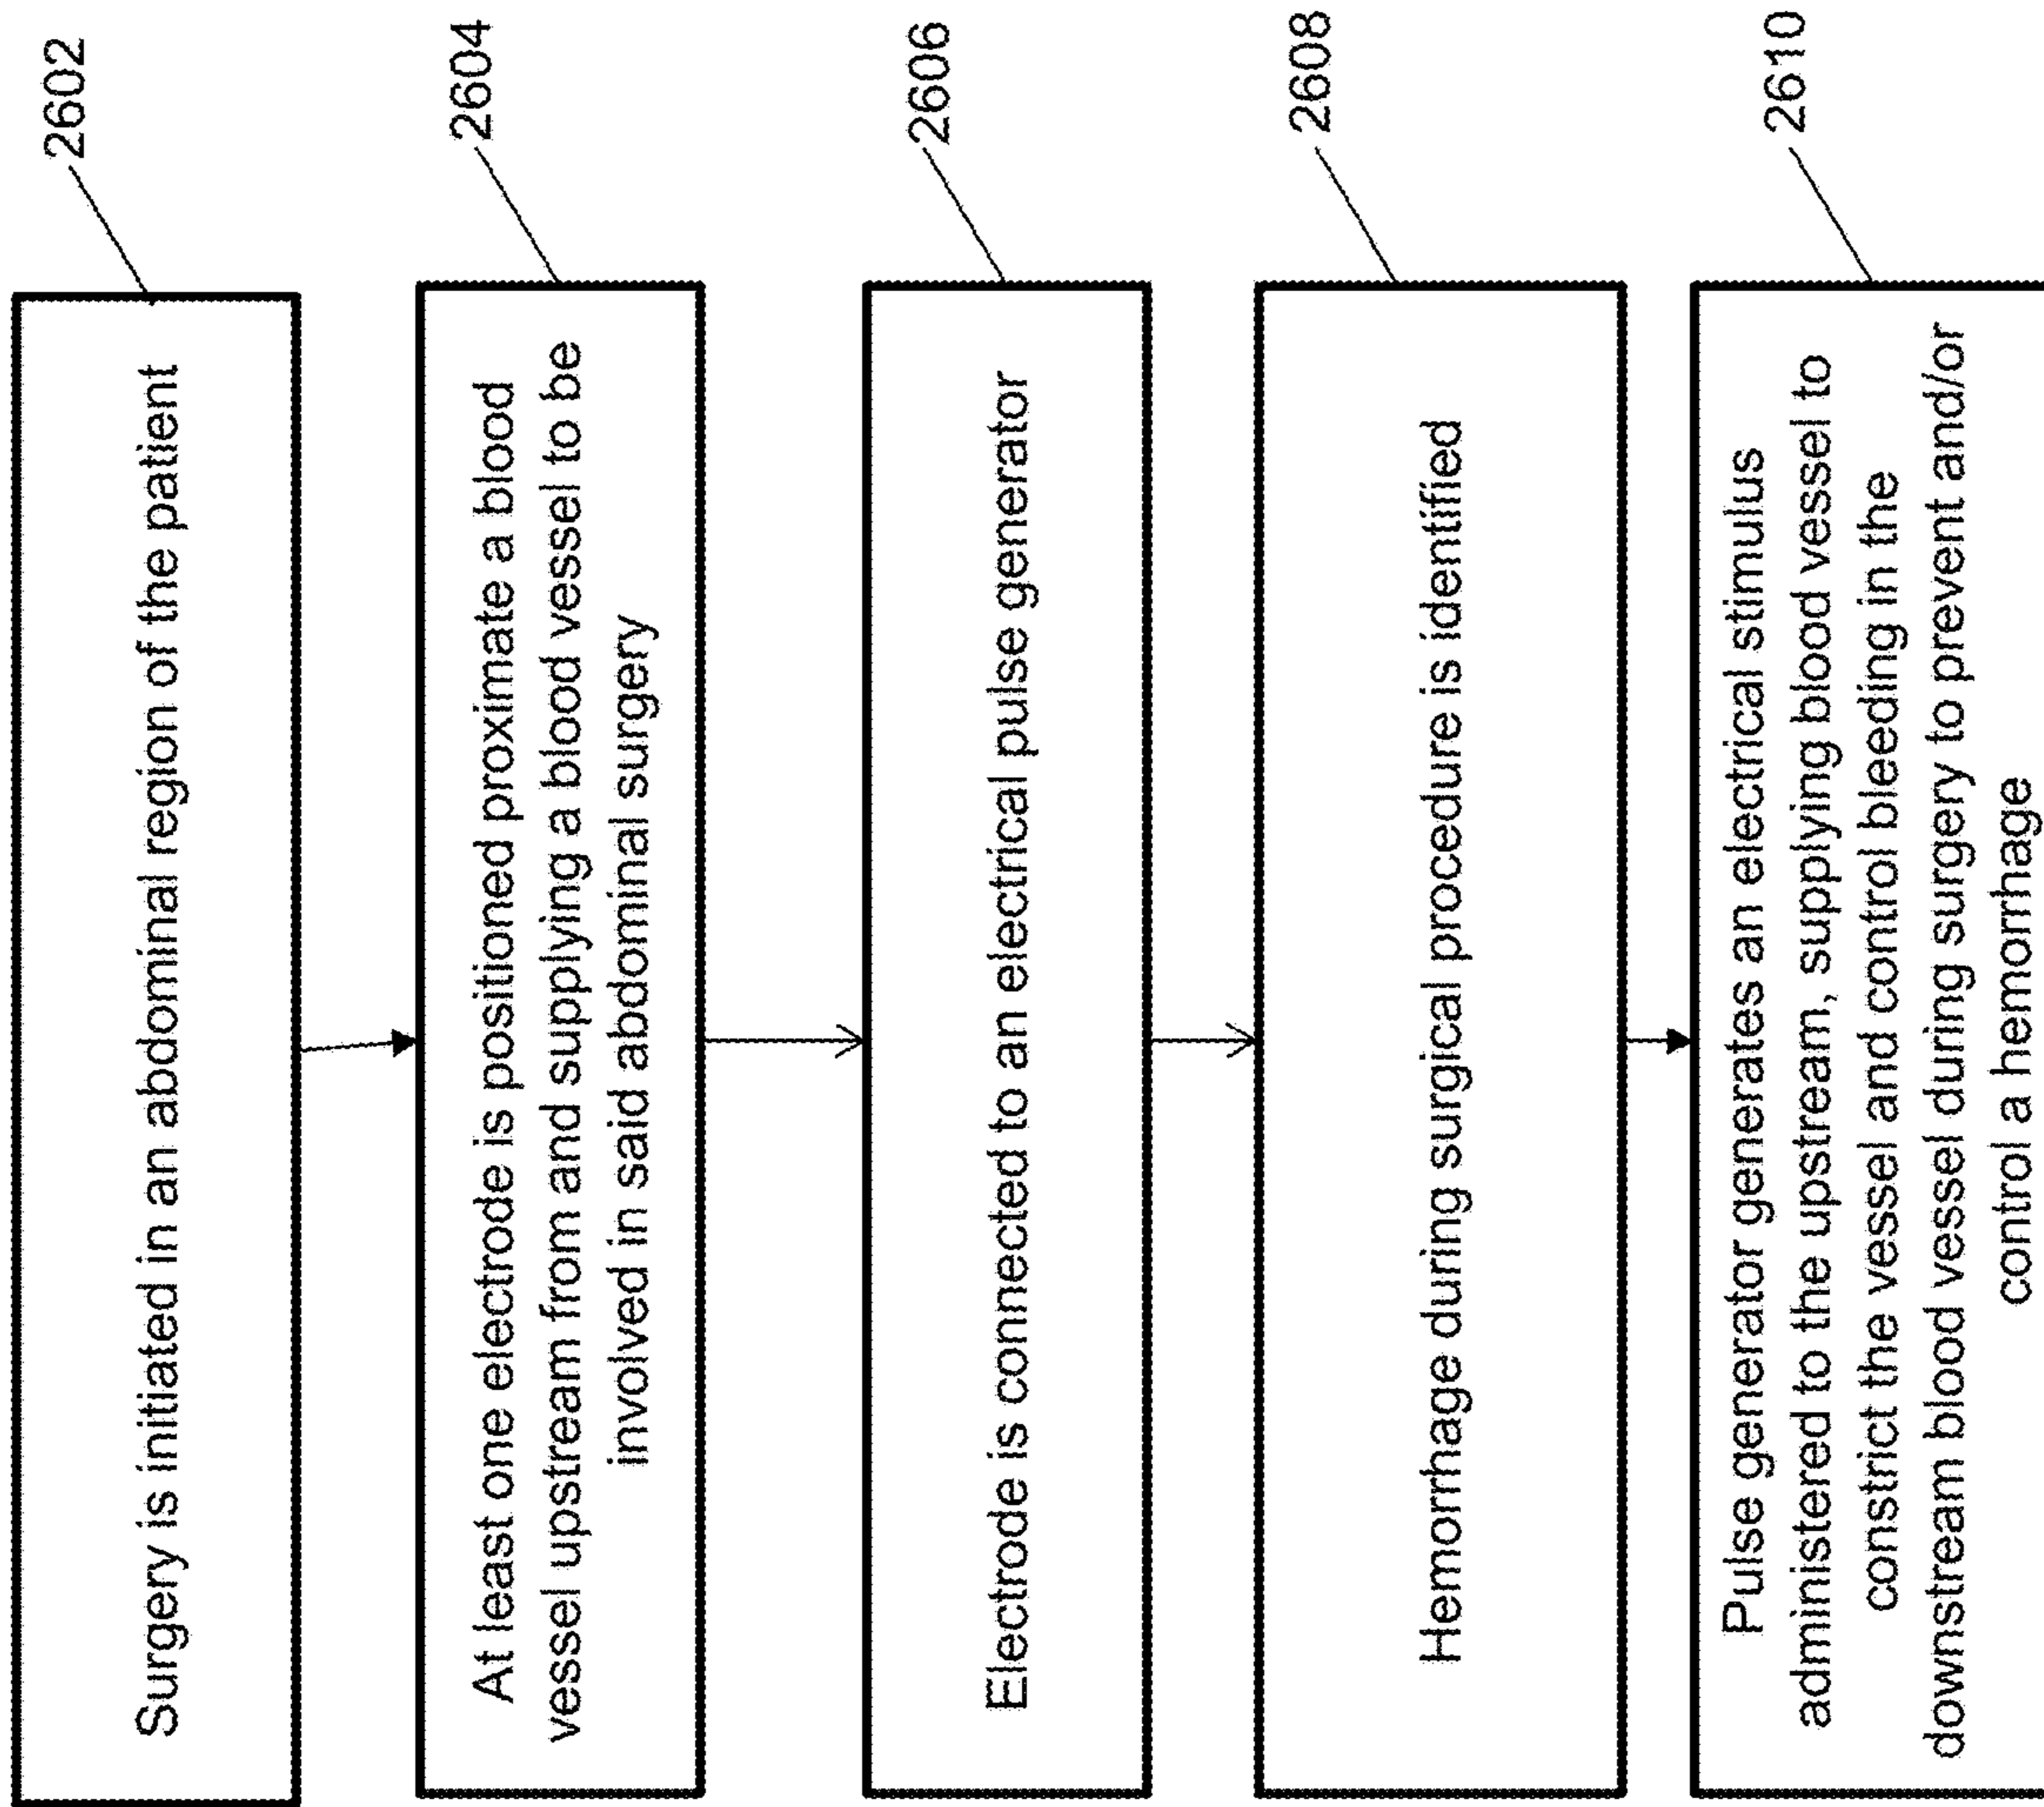 Surgery is initiated in an abdominal region of the patient
2602
At least one electrode is positioned proximate a blood
vessel upstream from and supplying a blood vessel to be
involved in said abdominal surgery
2604
Electrode is connected to an electrical pulse generator
2606
Hemorrhage during surgical procedure is identified
2608
Pulse generator generates an electrical stimulus
administered to the upstream, supplying blood vessel to
constrict the vessel and control bleeding in the
downstream blood vessel during surgery to prevent and/or
control a hemorrhage
2610